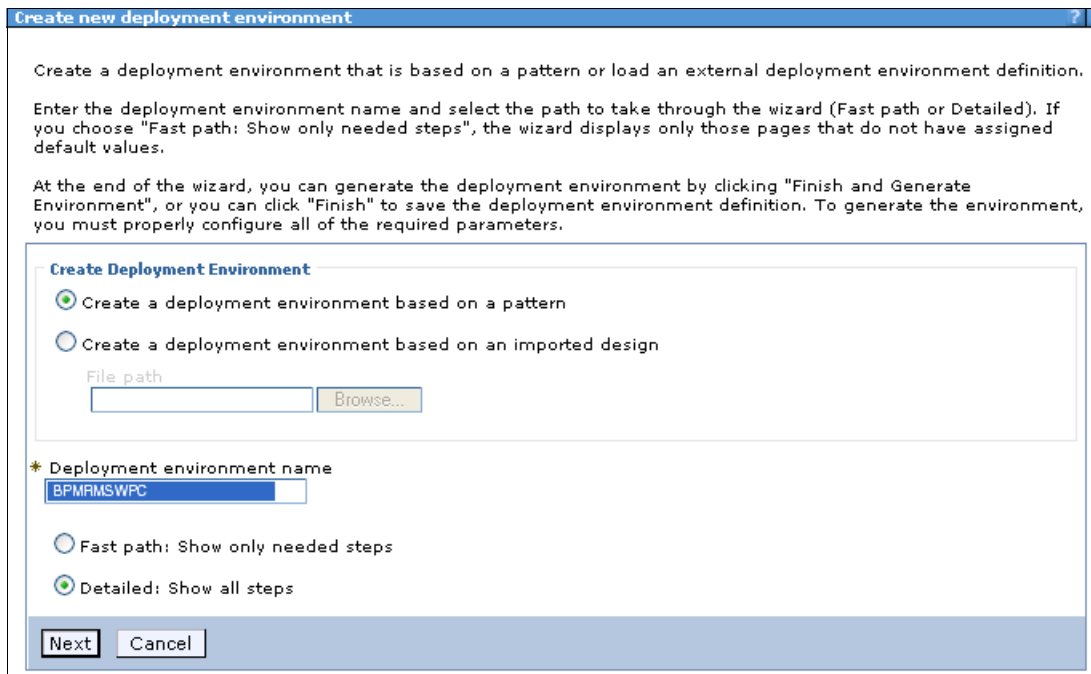 Create new deployment environment
?
Create a deployment environment that is based on a pattern or load an external deployment environment definition.
Enter the deployment environment name and select the path to take through the wizard (Fast path or Detailed). If
you choose "Fast path: Show only needed steps", the wizard displays only those pages that do not have assigned
default values.
At the end of the wizard, you can generate the deployment environment by clicking "Finish and Generate
Environment", or you can click "Finish" to save the deployment environment definition. To generate the environment,
you must properly configure all of the required parameters.
Create Deployment Environment
Create a deployment environment based on a pattern
Create a deployment environment based on an imported design
File path
Browse...
* Deployment environment name
BPMRMSWPC
Fast path: Show only needed steps
Detailed: Show all steps
Next Cancel